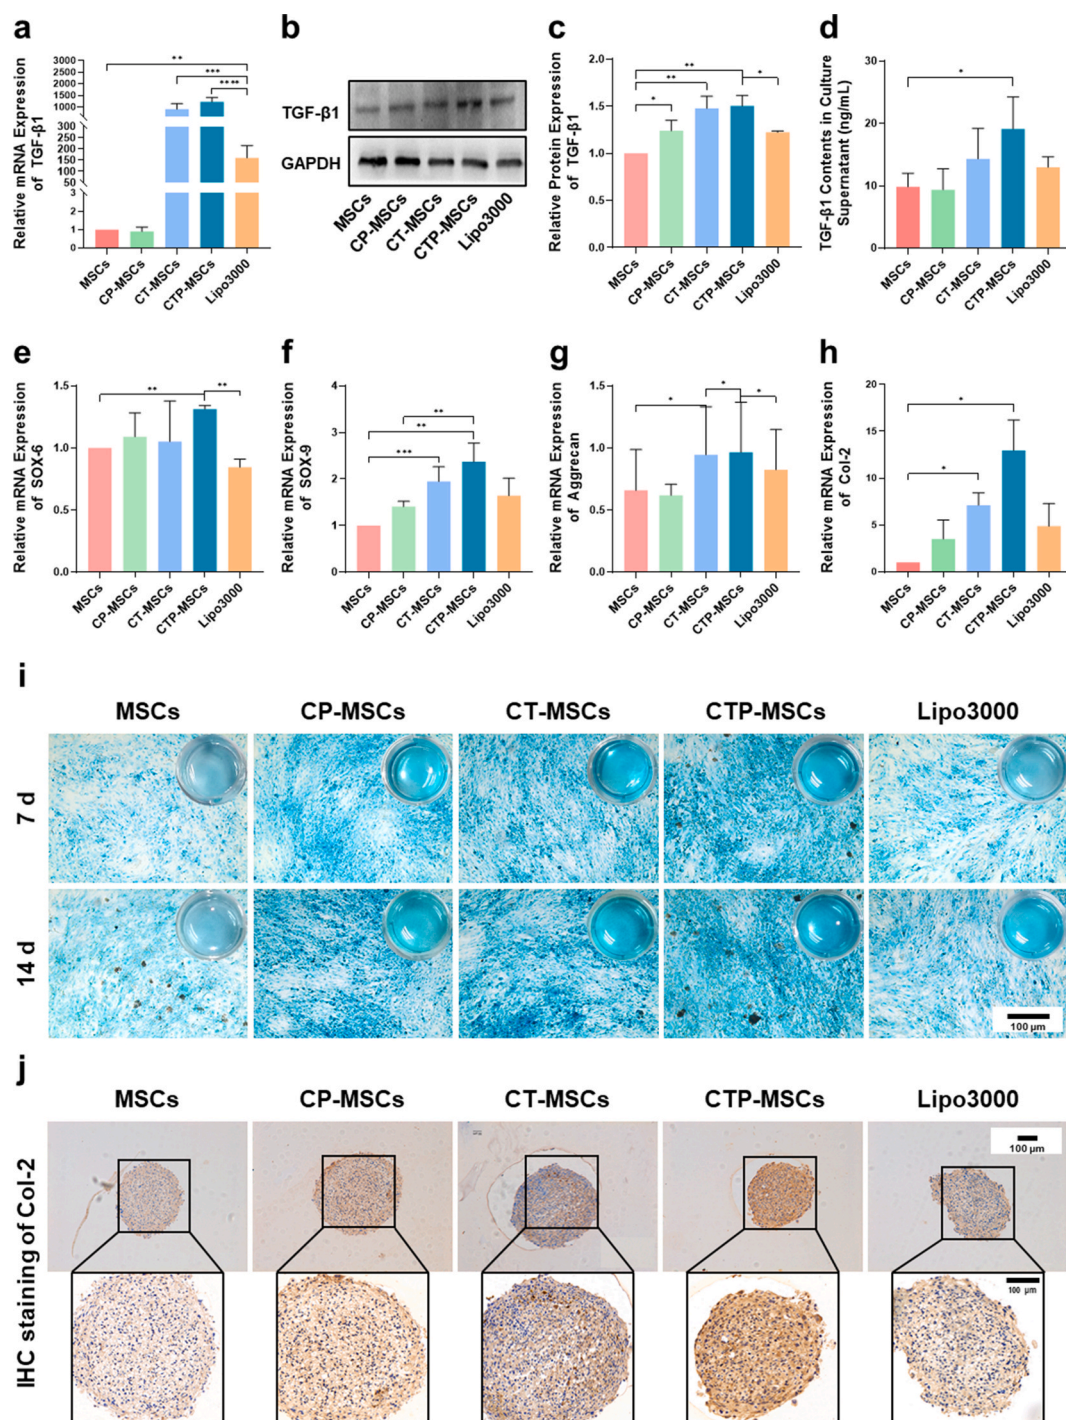 a
Relative mRNA Expression
of TGF-β1
3000
2500
2000
1500
1000
500
300
250
200
150
100
50
3
2
1
0
**
***
****
MSCs
CP-MSCs
CT-MSCs
CTP-MSCs
Lipo3000
b
TGF-β1
GAPDH
MSCs
CP-MSCs
CT-MSCs
CTP-MSCs
Lipo3000
c
Relative Protein Expression
of TGF-β1
2.0
1.5
1.0
0.5
0.0
**
**
*
*
MSCs
CP-MSCs
CT-MSCs
CTP-MSCs
Lipo3000
d
TGF-β1 Contents in Culture
Supernatant (ng/mL)
30
20
10
0
*
MSCs
CP-MSCs
CT-MSCs
CTP-MSCs
Lipo3000
e
Relative mRNA Expression
of SOX-6
1.5
1.0
0.5
0.0
**
**
MSCs
CP-MSCs
CT-MSCs
CTP-MSCs
Lipo3000
f
Relative mRNA Expression
of SOX-9
4
3
2
1
0
**
**
***
MSCs
CP-MSCs
CT-MSCs
CTP-MSCs
Lipo3000
g
Relative mRNA Expression
of Aggrecan
1.5
1.0
0.5
0.0
*
*
*
MSCs
CP-MSCs
CT-MSCs
CTP-MSCs
Lipo3000
h
Relative mRNA Expression
of Col-2
20
15
10
5
0
*
*
MSCs
CP-MSCs
CT-MSCs
CTP-MSCs
Lipo3000
i
MSCs CP-MSCs CT-MSCs CTP-MSCs Lipo3000
7 d
14 d
100 μm
j
MSCs CP-MSCs CT-MSCs CTP-MSCs Lipo3000
IHC staining of Col-2
100 μm
100 μm